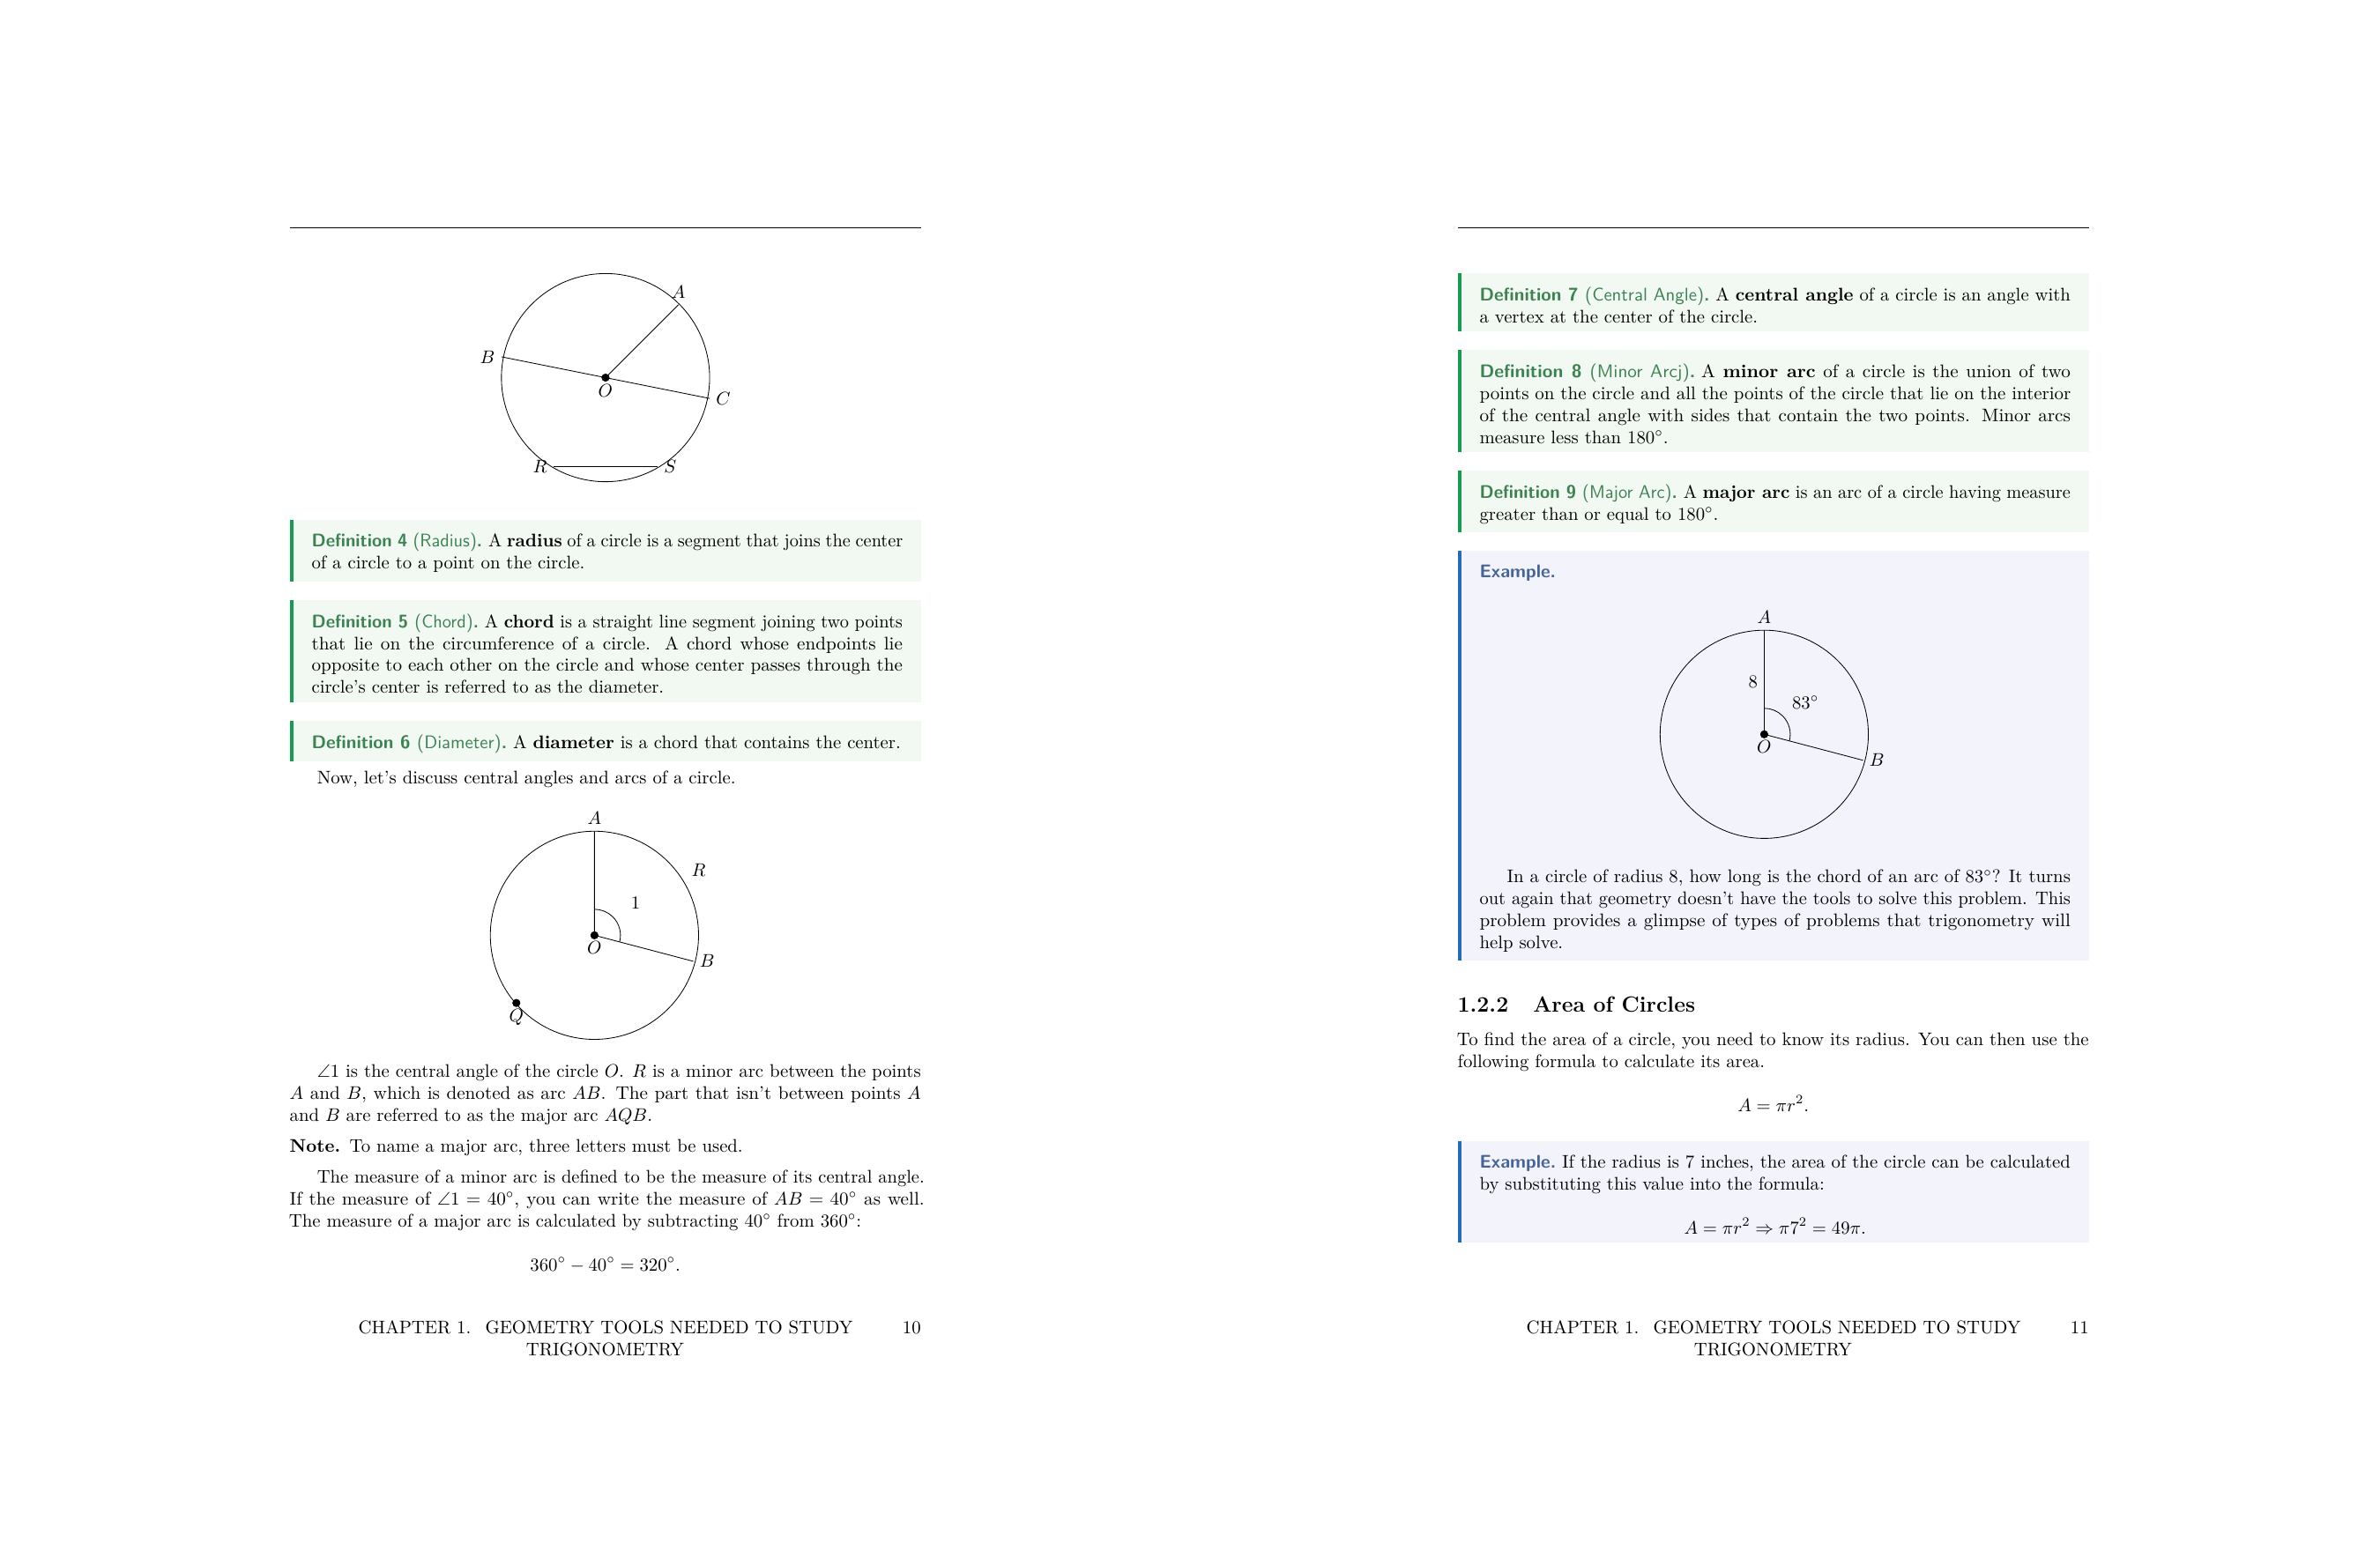 A
B
O
C
R
S
Definition 4 (Radius). A radius of a circle is a segment that joins the center
of a circle to a point on the circle.
Definition 5 (Chord). A chord is a straight line segment joining two points
that lie on the circumference of a circle. A chord whose endpoints lie
opposite to each other on the circle and whose center passes through the
circle's center is referred to as the diameter.
Definition 6 (Diameter). A diameter is a chord that contains the center.
Now, let's discuss central angles and arcs of a circle.
A
R
1
O
B
Q
∠1 is the central angle of the circle O. R is a minor arc between the points
A and B, which is denoted as arc AB. The part that isn't between points A
and B are referred to as the major arc AQB.
Note. To name a major arc, three letters must be used.
The measure of a minor arc is defined to be the measure of its central angle.
If the measure of ∠1 = 40°, you can write the measure of AB = 40° as well.
The measure of a major arc is calculated by subtracting 40° from 360°:
360° − 40° = 320°.
CHAPTER 1. GEOMETRY TOOLS NEEDED TO STUDY 10
TRIGONOMETRY
Definition 7 (Central Angle). A central angle of a circle is an angle with
a vertex at the center of the circle.
Definition 8 (Minor Arcj). A minor arc of a circle is the union of two
points on the circle and all the points of the circle that lie on the interior
of the central angle with sides that contain the two points. Minor arcs
measure less than 180°.
Definition 9 (Major Arc). A major arc is an arc of a circle having measure
greater than or equal to 180°.
Example.
A
8
83°
O
B
In a circle of radius 8, how long is the chord of an arc of 83°? It turns
out again that geometry doesn't have the tools to solve this problem. This
problem provides a glimpse of types of problems that trigonometry will
help solve.
1.2.2 Area of Circles
To find the area of a circle, you need to know its radius. You can then use the
following formula to calculate its area.
A = πr².
Example. If the radius is 7 inches, the area of the circle can be calculated
by substituting this value into the formula:
A = πr² ⇒ π7² = 49π.
CHAPTER 1. GEOMETRY TOOLS NEEDED TO STUDY 11
TRIGONOMETRY